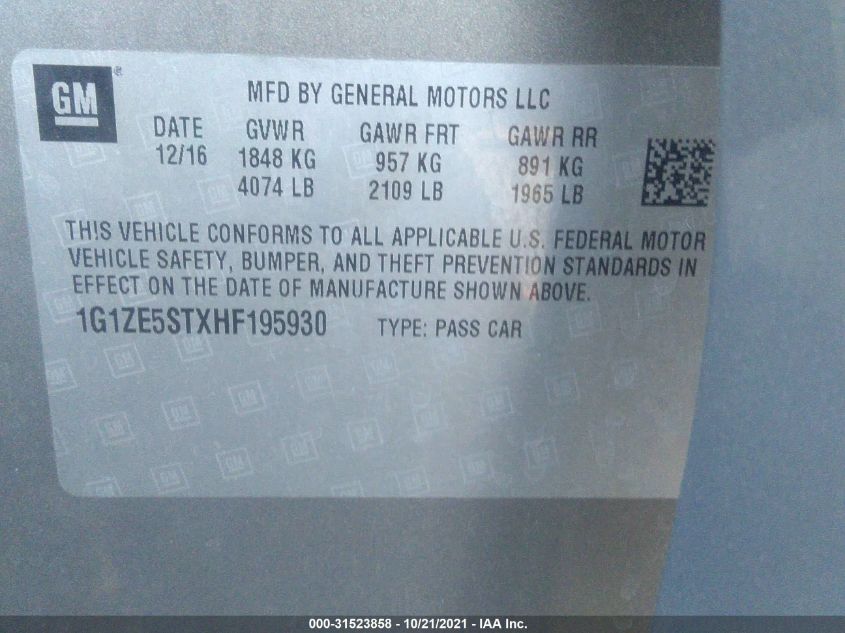 GM®
MFD BY GENERAL MOTORS LLC
DATE GVWR GAWR FRT GAWR RR
12/16 1848 KG 957 KG 891 KG
4074 LB 2109 LB 1965 LB
THIS VEHICLE CONFORMS TO ALL APPLICABLE U.S. FEDERAL MOTOR
VEHICLE SAFETY, BUMPER, AND THEFT PREVENTION STANDARDS IN
EFFECT ON THE DATE OF MANUFACTURE SHOWN ABOVE.
1G1ZE5STXHF195930 TYPE: PASS CAR
000-31523858 - 10/21/2021 - IAA Inc.